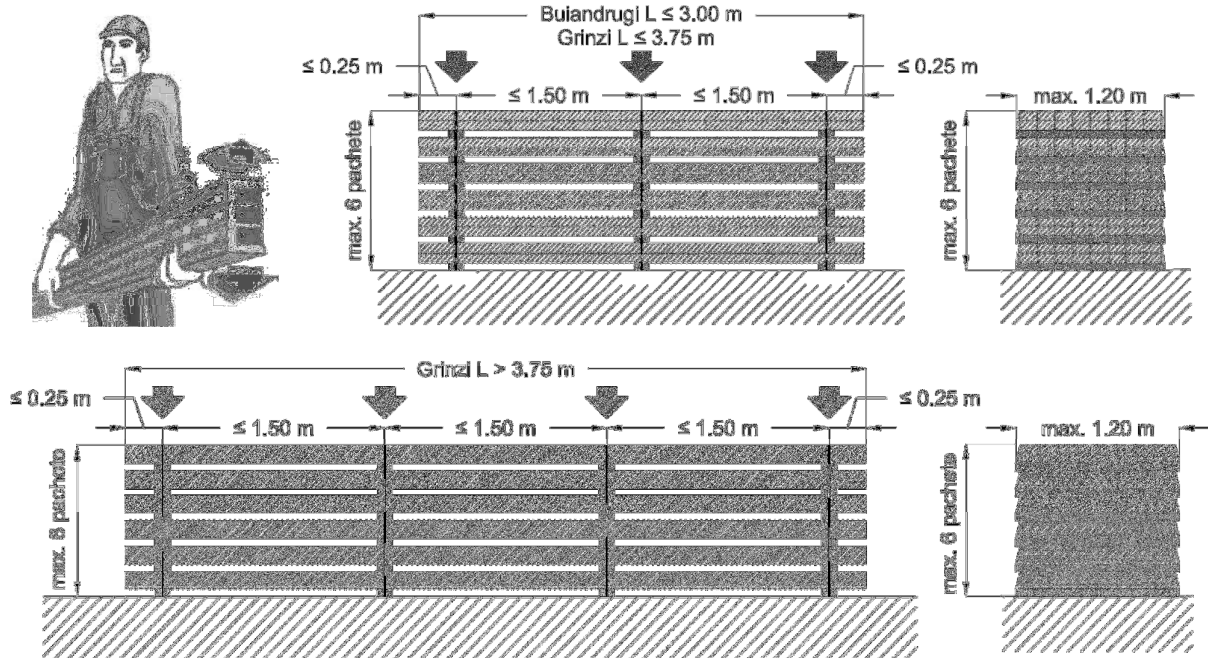 Buiandrugi L ≤ 3.00 m
Grinzi L ≤ 3.75 m
≤ 0.25 m
≤ 0.25 m
≤ 1.50 m
≤ 1.50 m
max. 1.20 m
max. 6 pachete
max. 6 pachete
Grinzi L > 3.75 m
≤ 0.25 m
≤ 0.25 m
≤ 1.50 m
≤ 1.50 m
≤ 1.50 m
max. 1.20 m
max. 6 pachete
max. 6 pachete